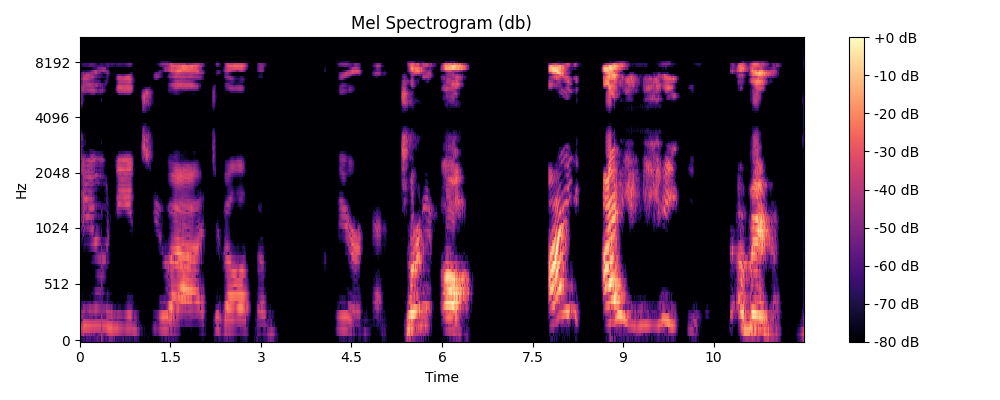 Mel Spectrogram (db)
8192
4096
2048
1024
512
0
Hz
0 1.5 3 4.5 6 7.5 9 10
Time
+0 dB
-10 dB
-20 dB
-30 dB
-40 dB
-50 dB
-60 dB
-70 dB
-80 dB